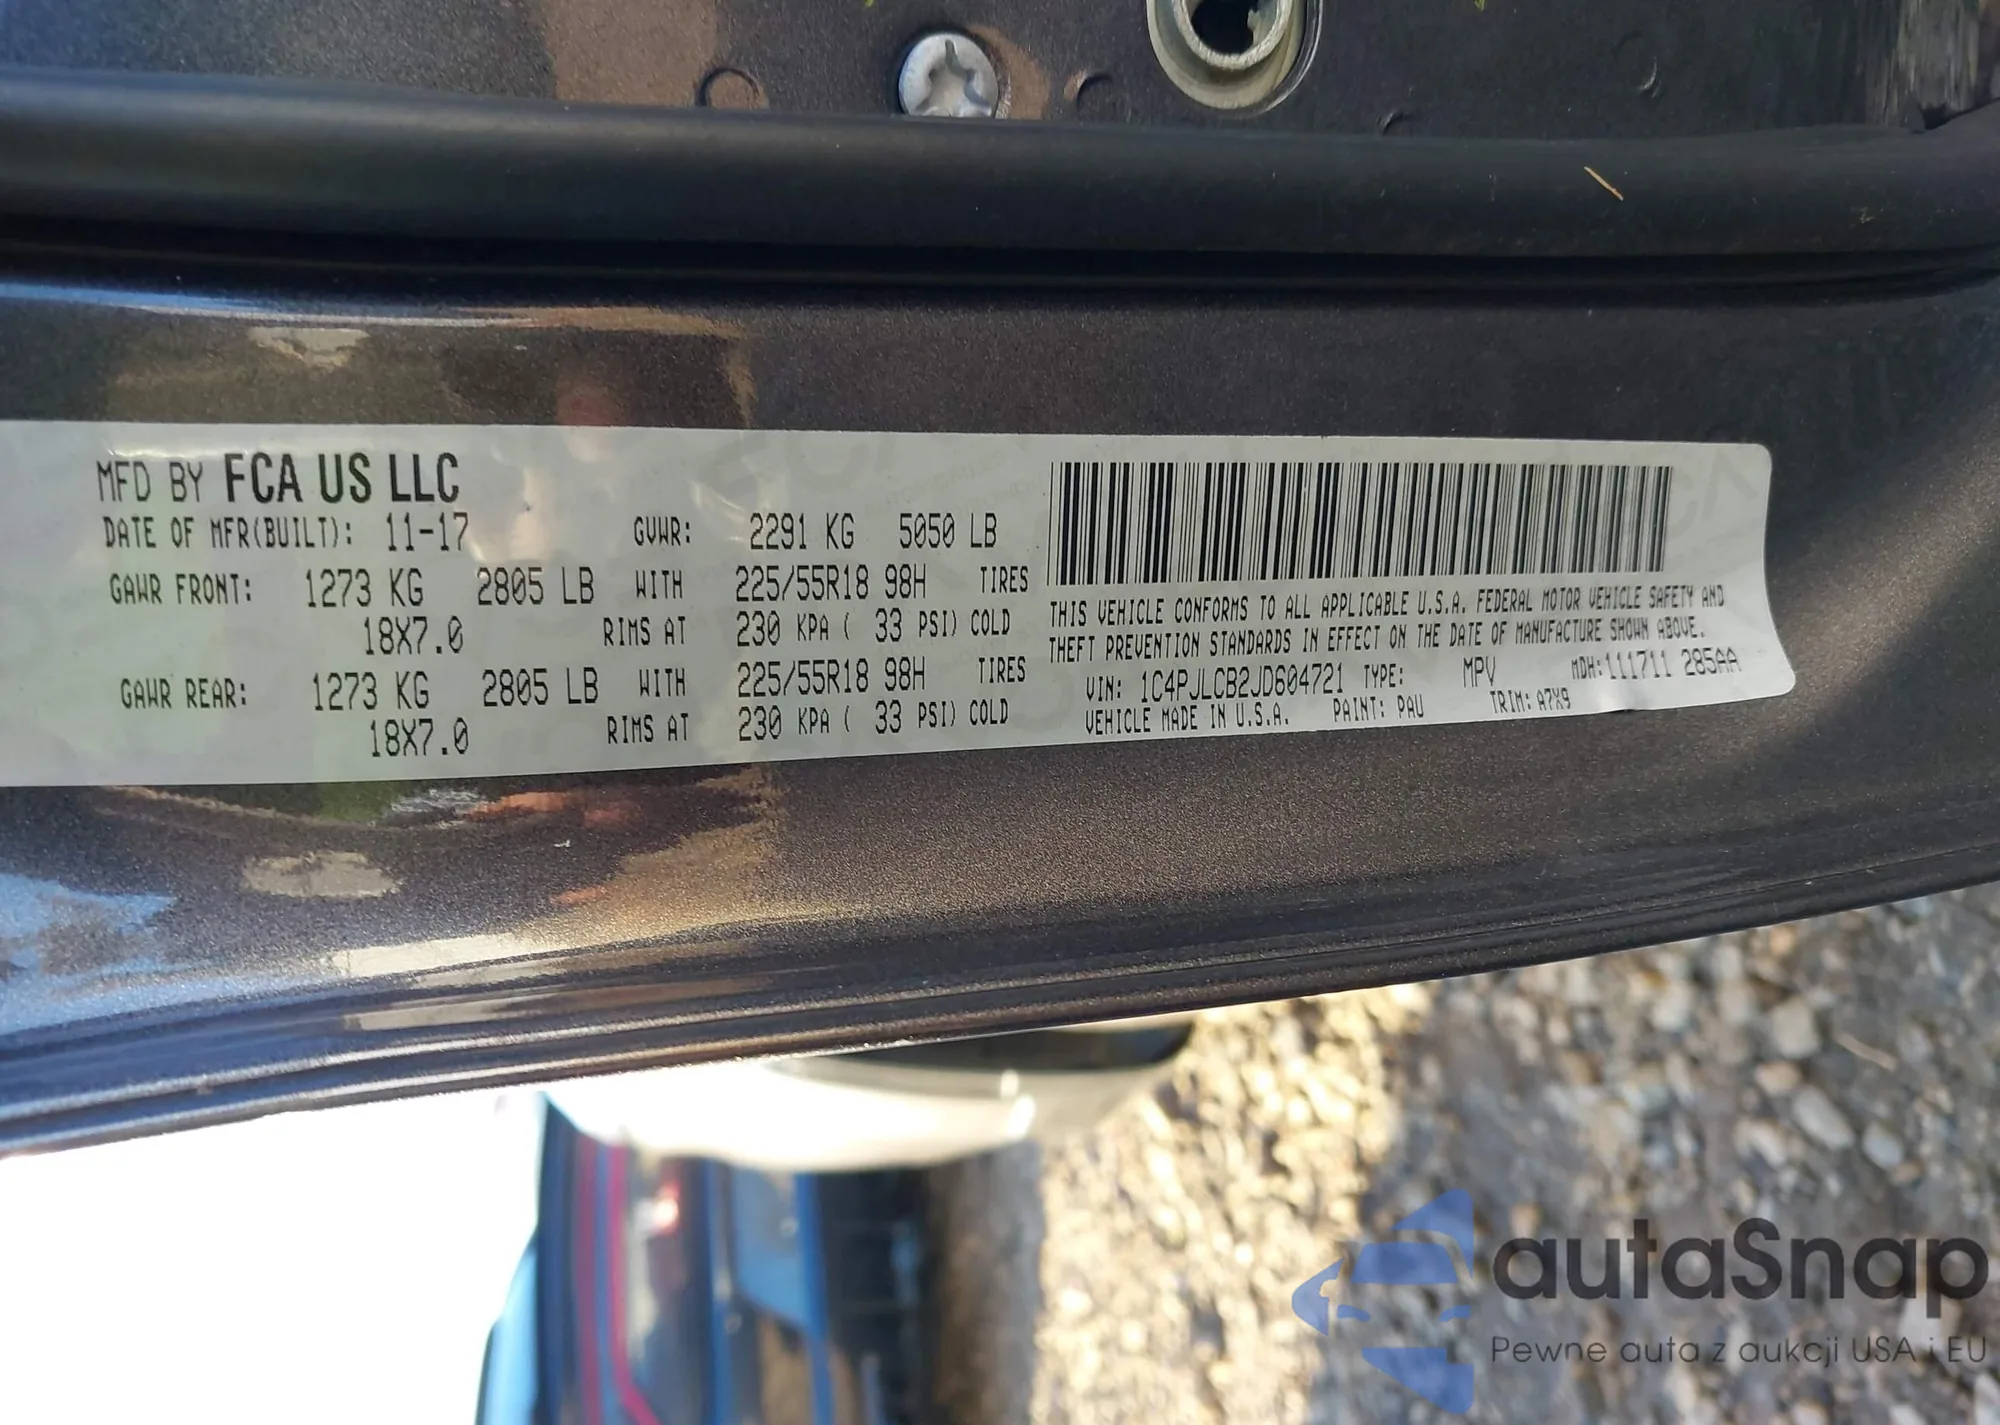 MFD BY FCA US LLC
DATE OF MFR(BUILT): 11-17 GVWR: 2291 KG 5050 LB
GAWR FRONT: 1273 KG 2805 LB WITH 225/55R18 98H TIRES
18X7.0 RIMS AT 230 KPA ( 33 PSI) COLD
GAWR REAR: 1273 KG 2805 LB WITH 225/55R18 98H TIRES
18X7.0 RIMS AT 230 KPA ( 33 PSI) COLD
THIS VEHICLE CONFORMS TO ALL APPLICABLE U.S.A. FEDERAL MOTOR VEHICLE SAFETY AND
THEFT PREVENTION STANDARDS IN EFFECT ON THE DATE OF MANUFACTURE SHOWN ABOVE.
VIN: 1C4PJLCB2JD604721 TYPE: MPV MDH:111711 285AA
VEHICLE MADE IN U.S.A. PAINT: PAU TRIM: A7X9
autaSnap
Pewne auta z aukcji USA i EU